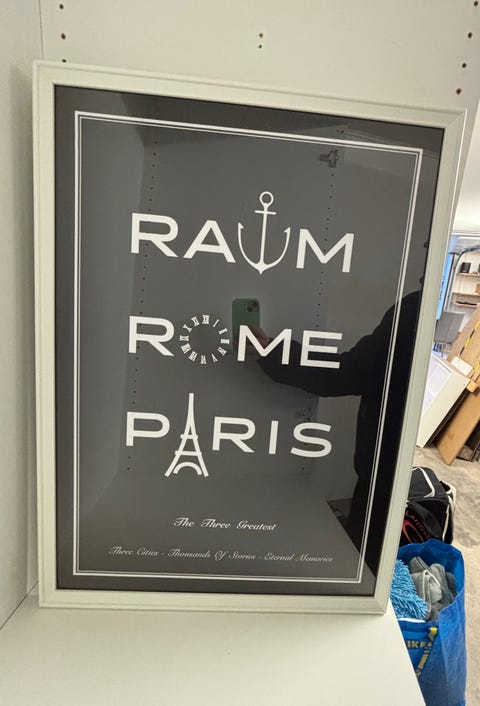 RAUM
ROME
PARIS
The Three Greatest
Three Cities - Thousands Of Stories - Eternal Memories